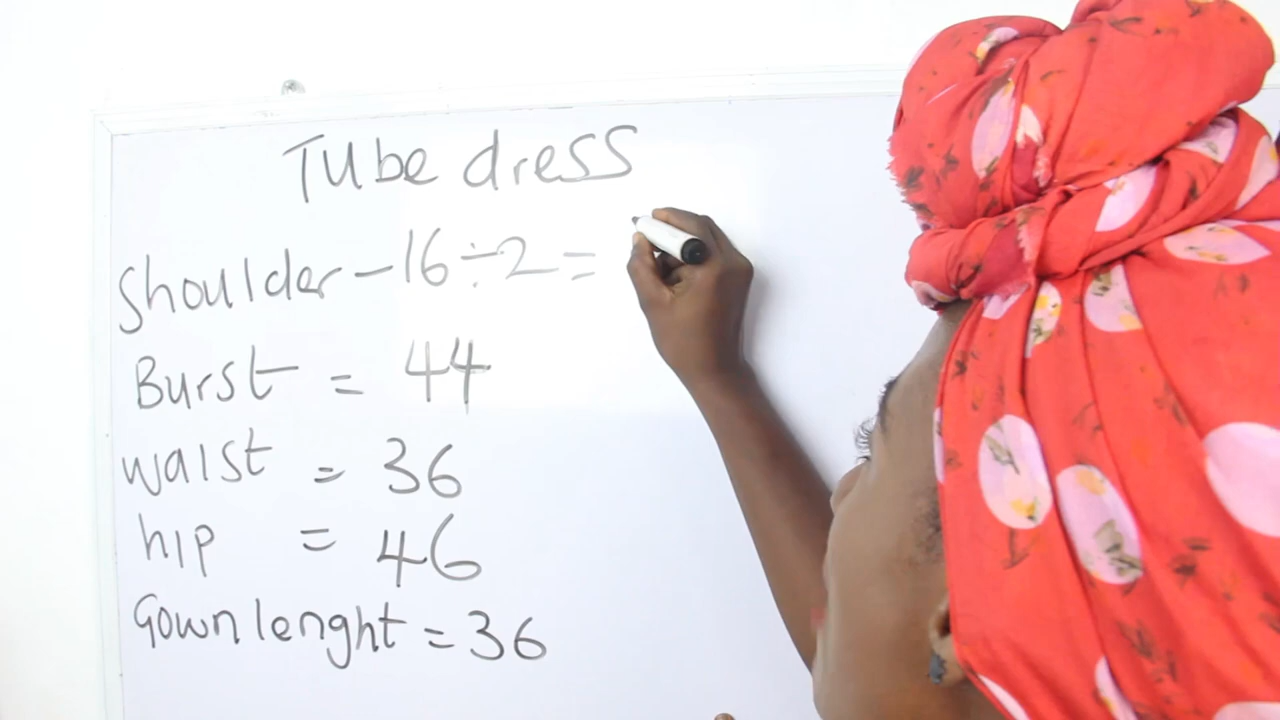 Tube dress
Shoulder - 16 ÷ 2 =
Burst = 44
waist = 36
hip = 46
Gown lenght = 36